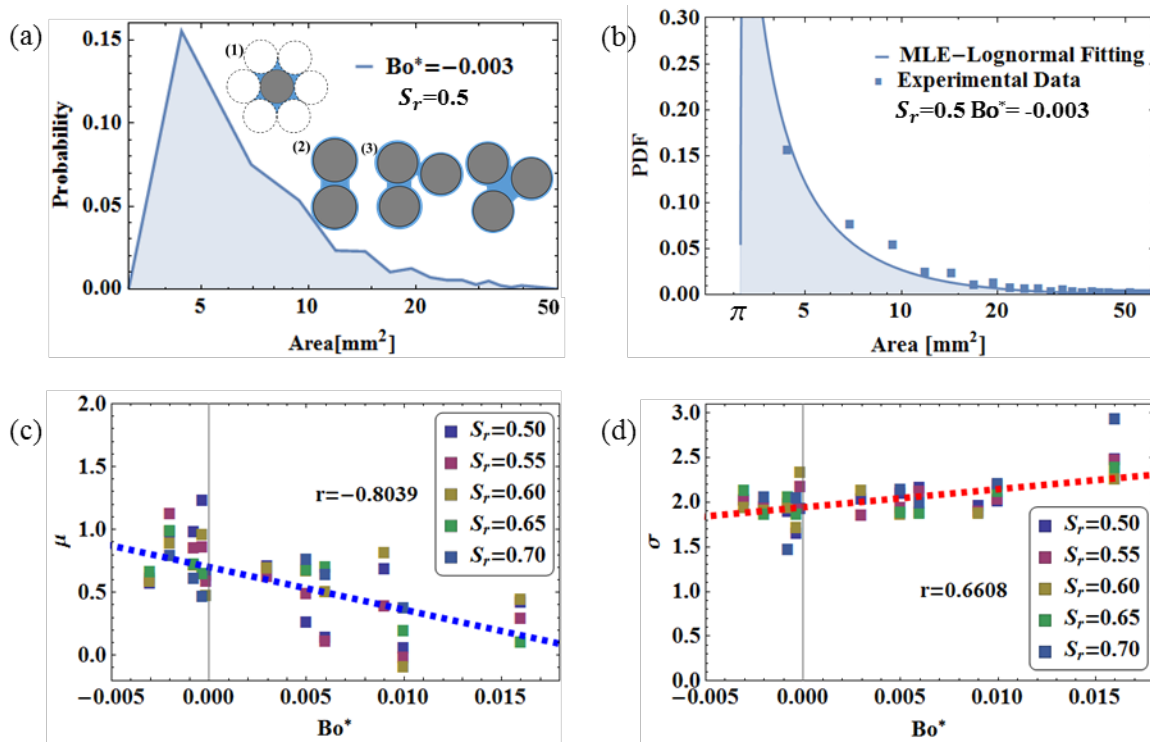 (a)
0.15
0.10
0.05
0.00
Probability
(1)
(2)
(3)
Bo*=−0.003
Sr=0.5
5
10
20
50
Area[mm²]
(b)
0.30
0.25
0.20
0.15
0.10
0.05
0.00
PDF
MLE−Lognormal Fitting
Experimental Data
Sr=0.5 Bo*= -0.003
π
5
10
20
50
Area [mm²]
(c)
2.0
1.5
1.0
0.5
0.0
μ
r=−0.8039
Sr=0.50
Sr=0.55
Sr=0.60
Sr=0.65
Sr=0.70
−0.005
0.000
0.005
0.010
0.015
Bo*
(d)
3.0
2.5
2.0
1.5
1.0
0.5
0.0
σ
r=0.6608
Sr=0.50
Sr=0.55
Sr=0.60
Sr=0.65
Sr=0.70
−0.005
0.000
0.005
0.010
0.015
Bo*